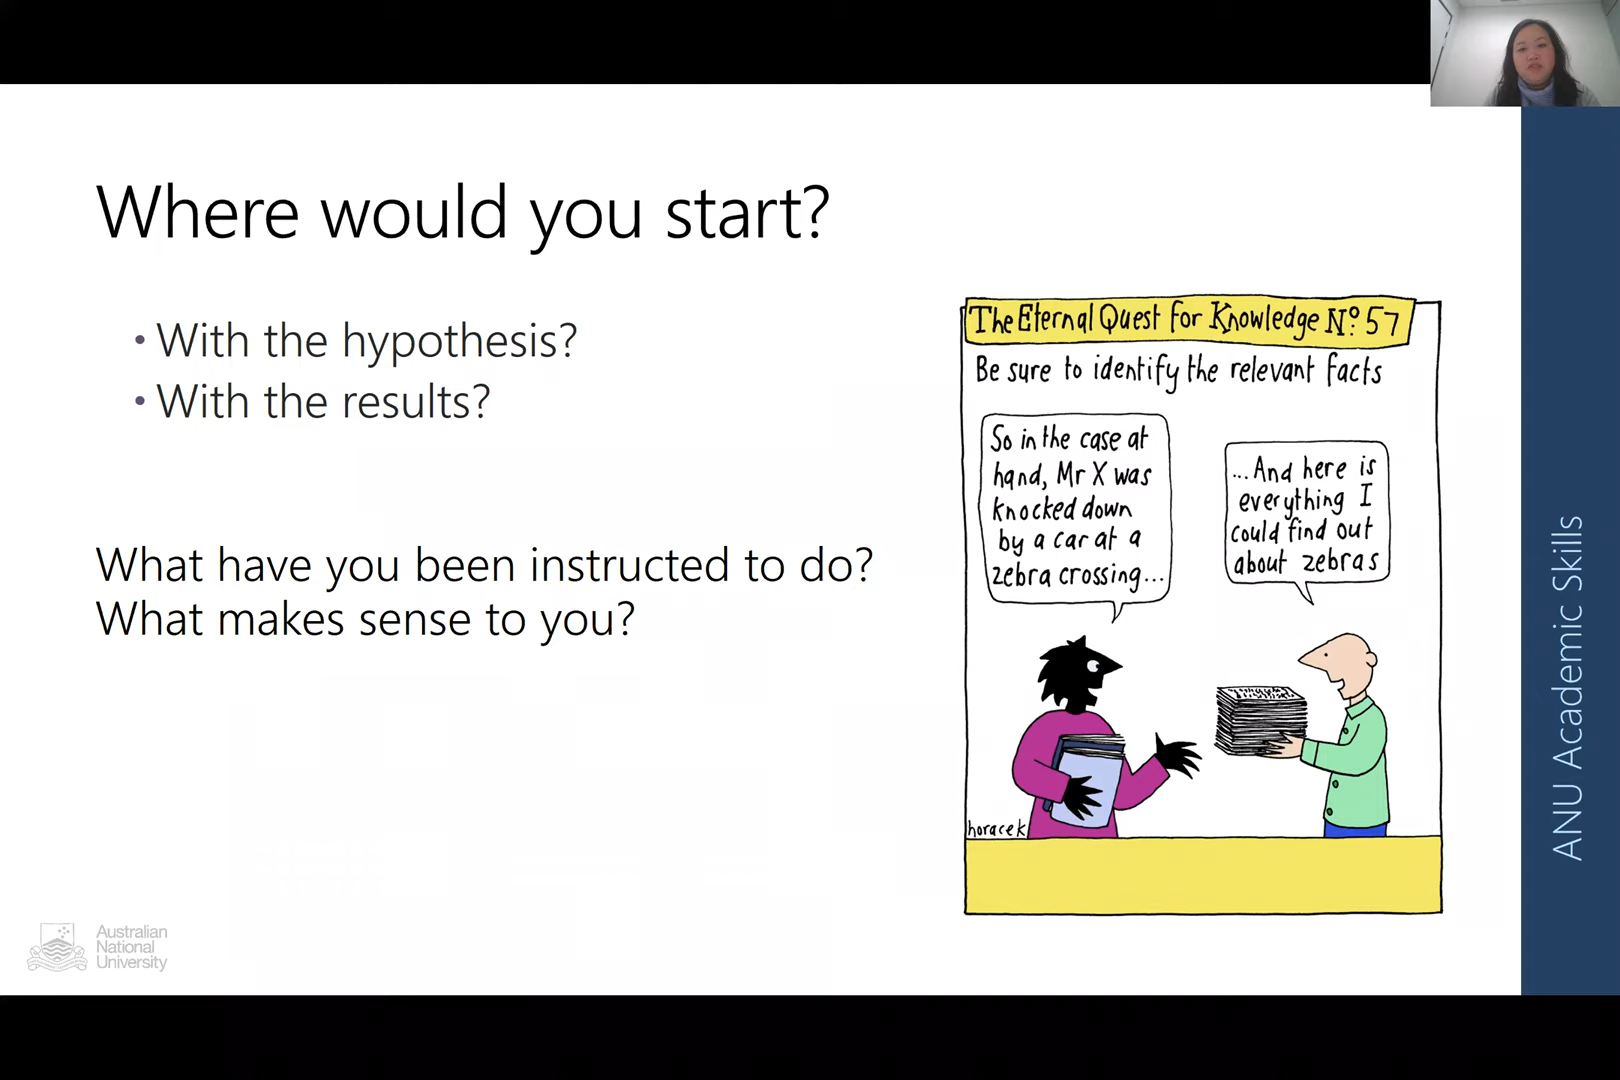 Where would you start?
• With the hypothesis?
• With the results?
What have you been instructed to do?
What makes sense to you?
The Eternal Quest for Knowledge Nº. 57
Be sure to identify the relevant facts
So in the case at
hand, Mr X was
knocked down
by a car at a
zebra crossing...
...And here is
everything I
could find out
about zebras
horacek
Australian
National
University
ANU Academic Skills